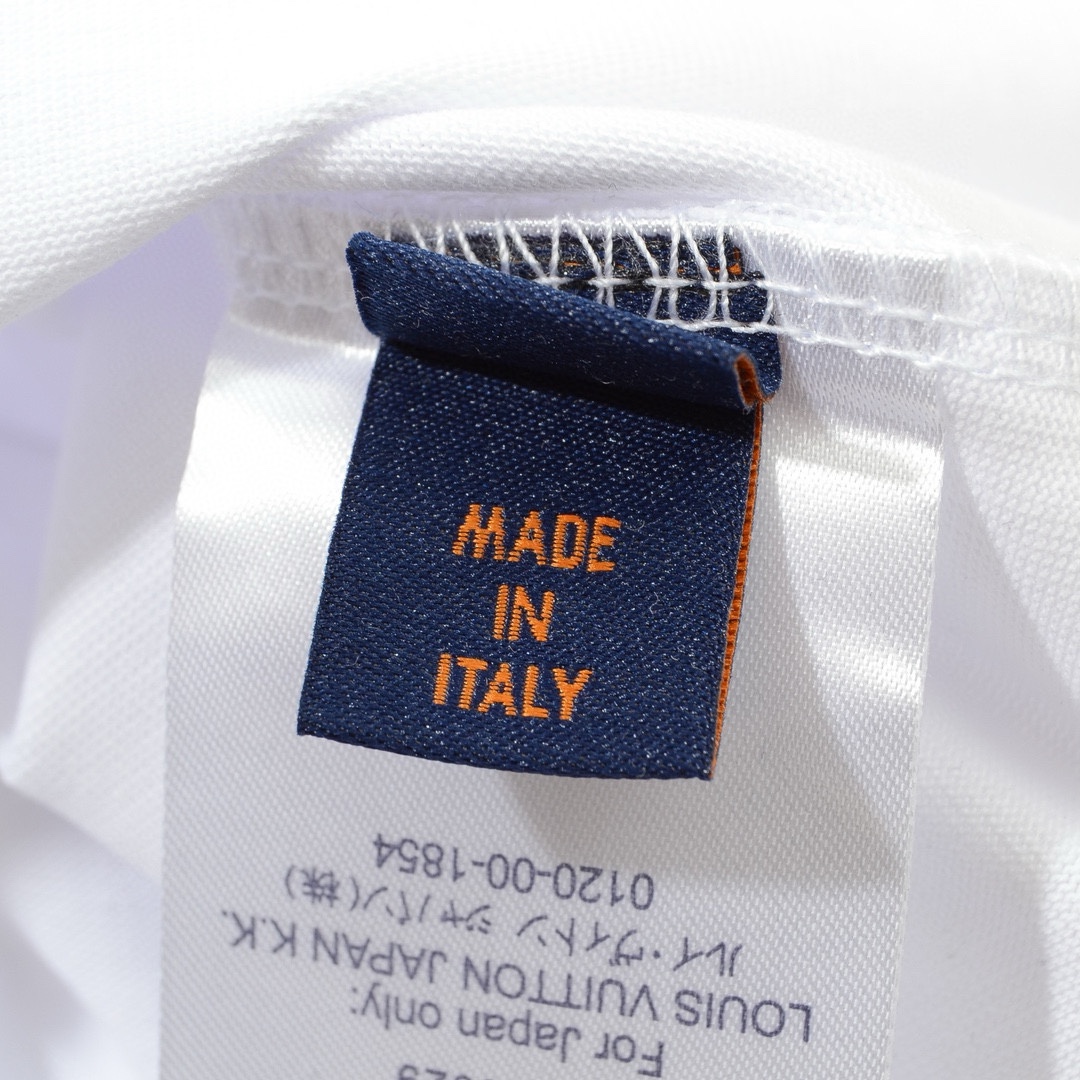 MADE
IN
ITALY
For Japan only:
LOUIS VUITTON JAPAN K.K.
ルイ・ヴィトン ジャパン(株)
0120-00-1854